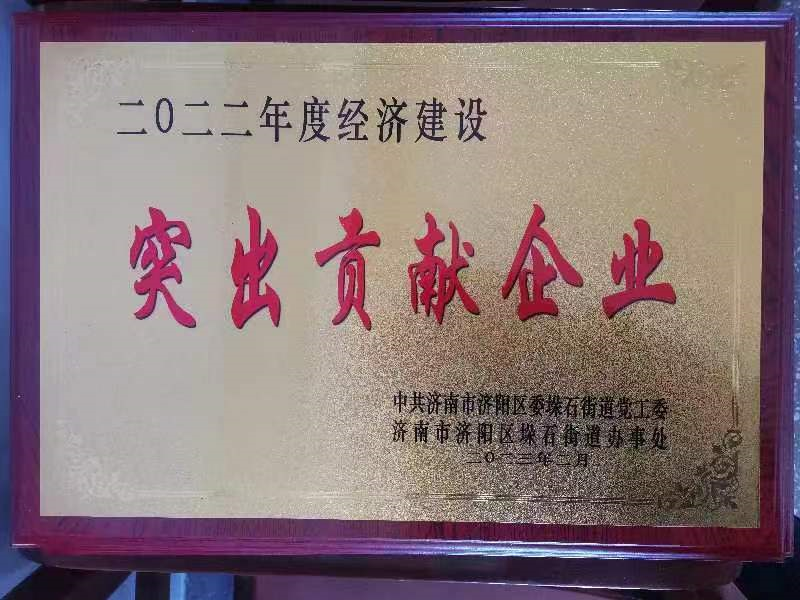 二〇二二年度经济建设
突出贡献企业
中共济南市济阳区委垛石街道党工委
济南市济阳区垛石街道办事处
二〇二三年二月